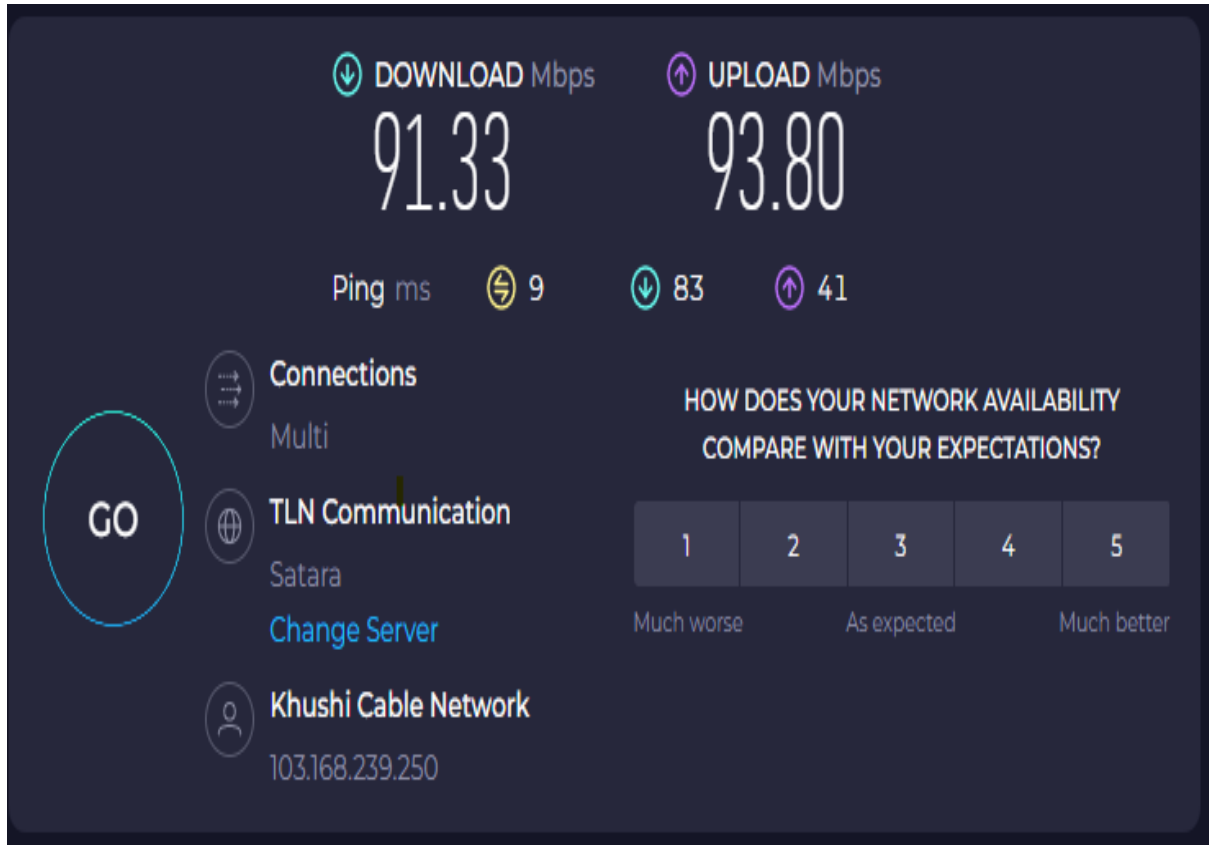 DOWNLOAD Mbps
UPLOAD Mbps
91.33
93.80
Ping ms 9 83 41
Connections
Multi
TLN Communication
Satara
Change Server
Khushi Cable Network
103.168.239.250
GO
HOW DOES YOUR NETWORK AVAILABILITY
COMPARE WITH YOUR EXPECTATIONS?
1 2 3 4 5
Much worse As expected Much better